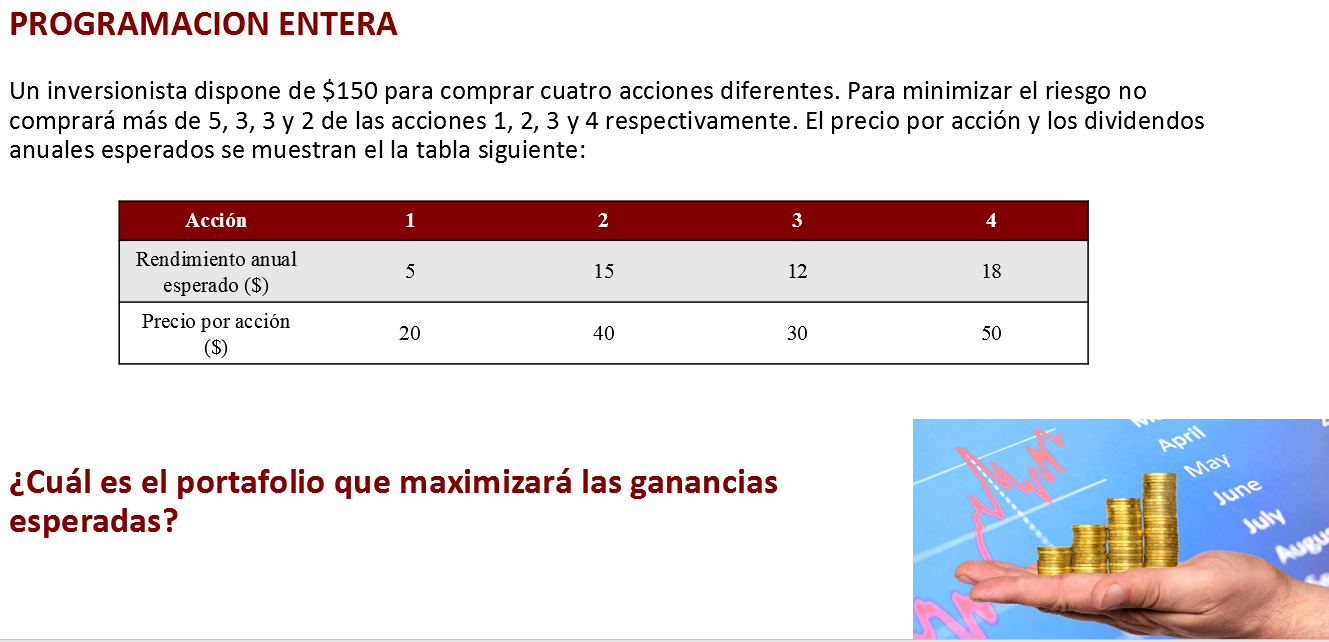 PROGRAMACION ENTERA
Un inversionista dispone de $150 para comprar cuatro acciones diferentes. Para minimizar el riesgo no
comprará más de 5, 3, 3 y 2 de las acciones 1, 2, 3 y 4 respectivamente. El precio por acción y los dividendos
anuales esperados se muestran el la tabla siguiente:
Acción 1 2 3 4
Rendimiento anual
esperado ($) 5 15 12 18
Precio por acción
($) 20 40 30 50
¿Cuál es el portafolio que maximizará las ganancias
esperadas?
April
May
June
July